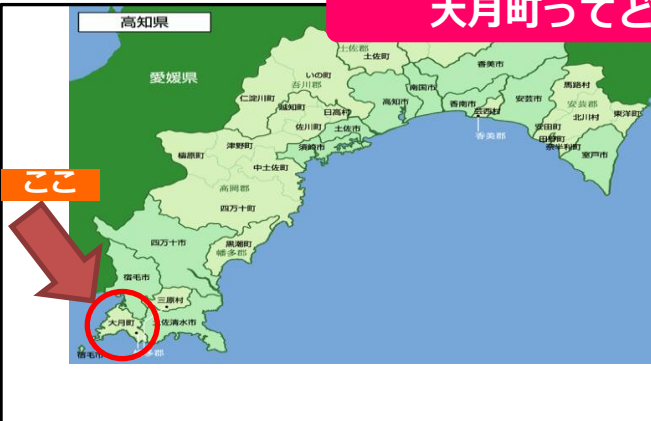 大月町ってど
高知県
愛媛県
ここ
土佐郡
土佐町
いの町
吾川郡
仁淀川町
越知町
日高村
佐川町
土佐市
高知市
南国市
香美市
香南市
芸西村
香美郡
安芸市
馬路村
安芸郡
北川村
東洋町
安田町
田野町
奈半利町
室戸市
津野町
須崎市
梼原町
中土佐町
高岡郡
四万十町
四万十市
黒潮町
幡多郡
宿毛市
三原村
大月町
土佐清水市
宿毛市